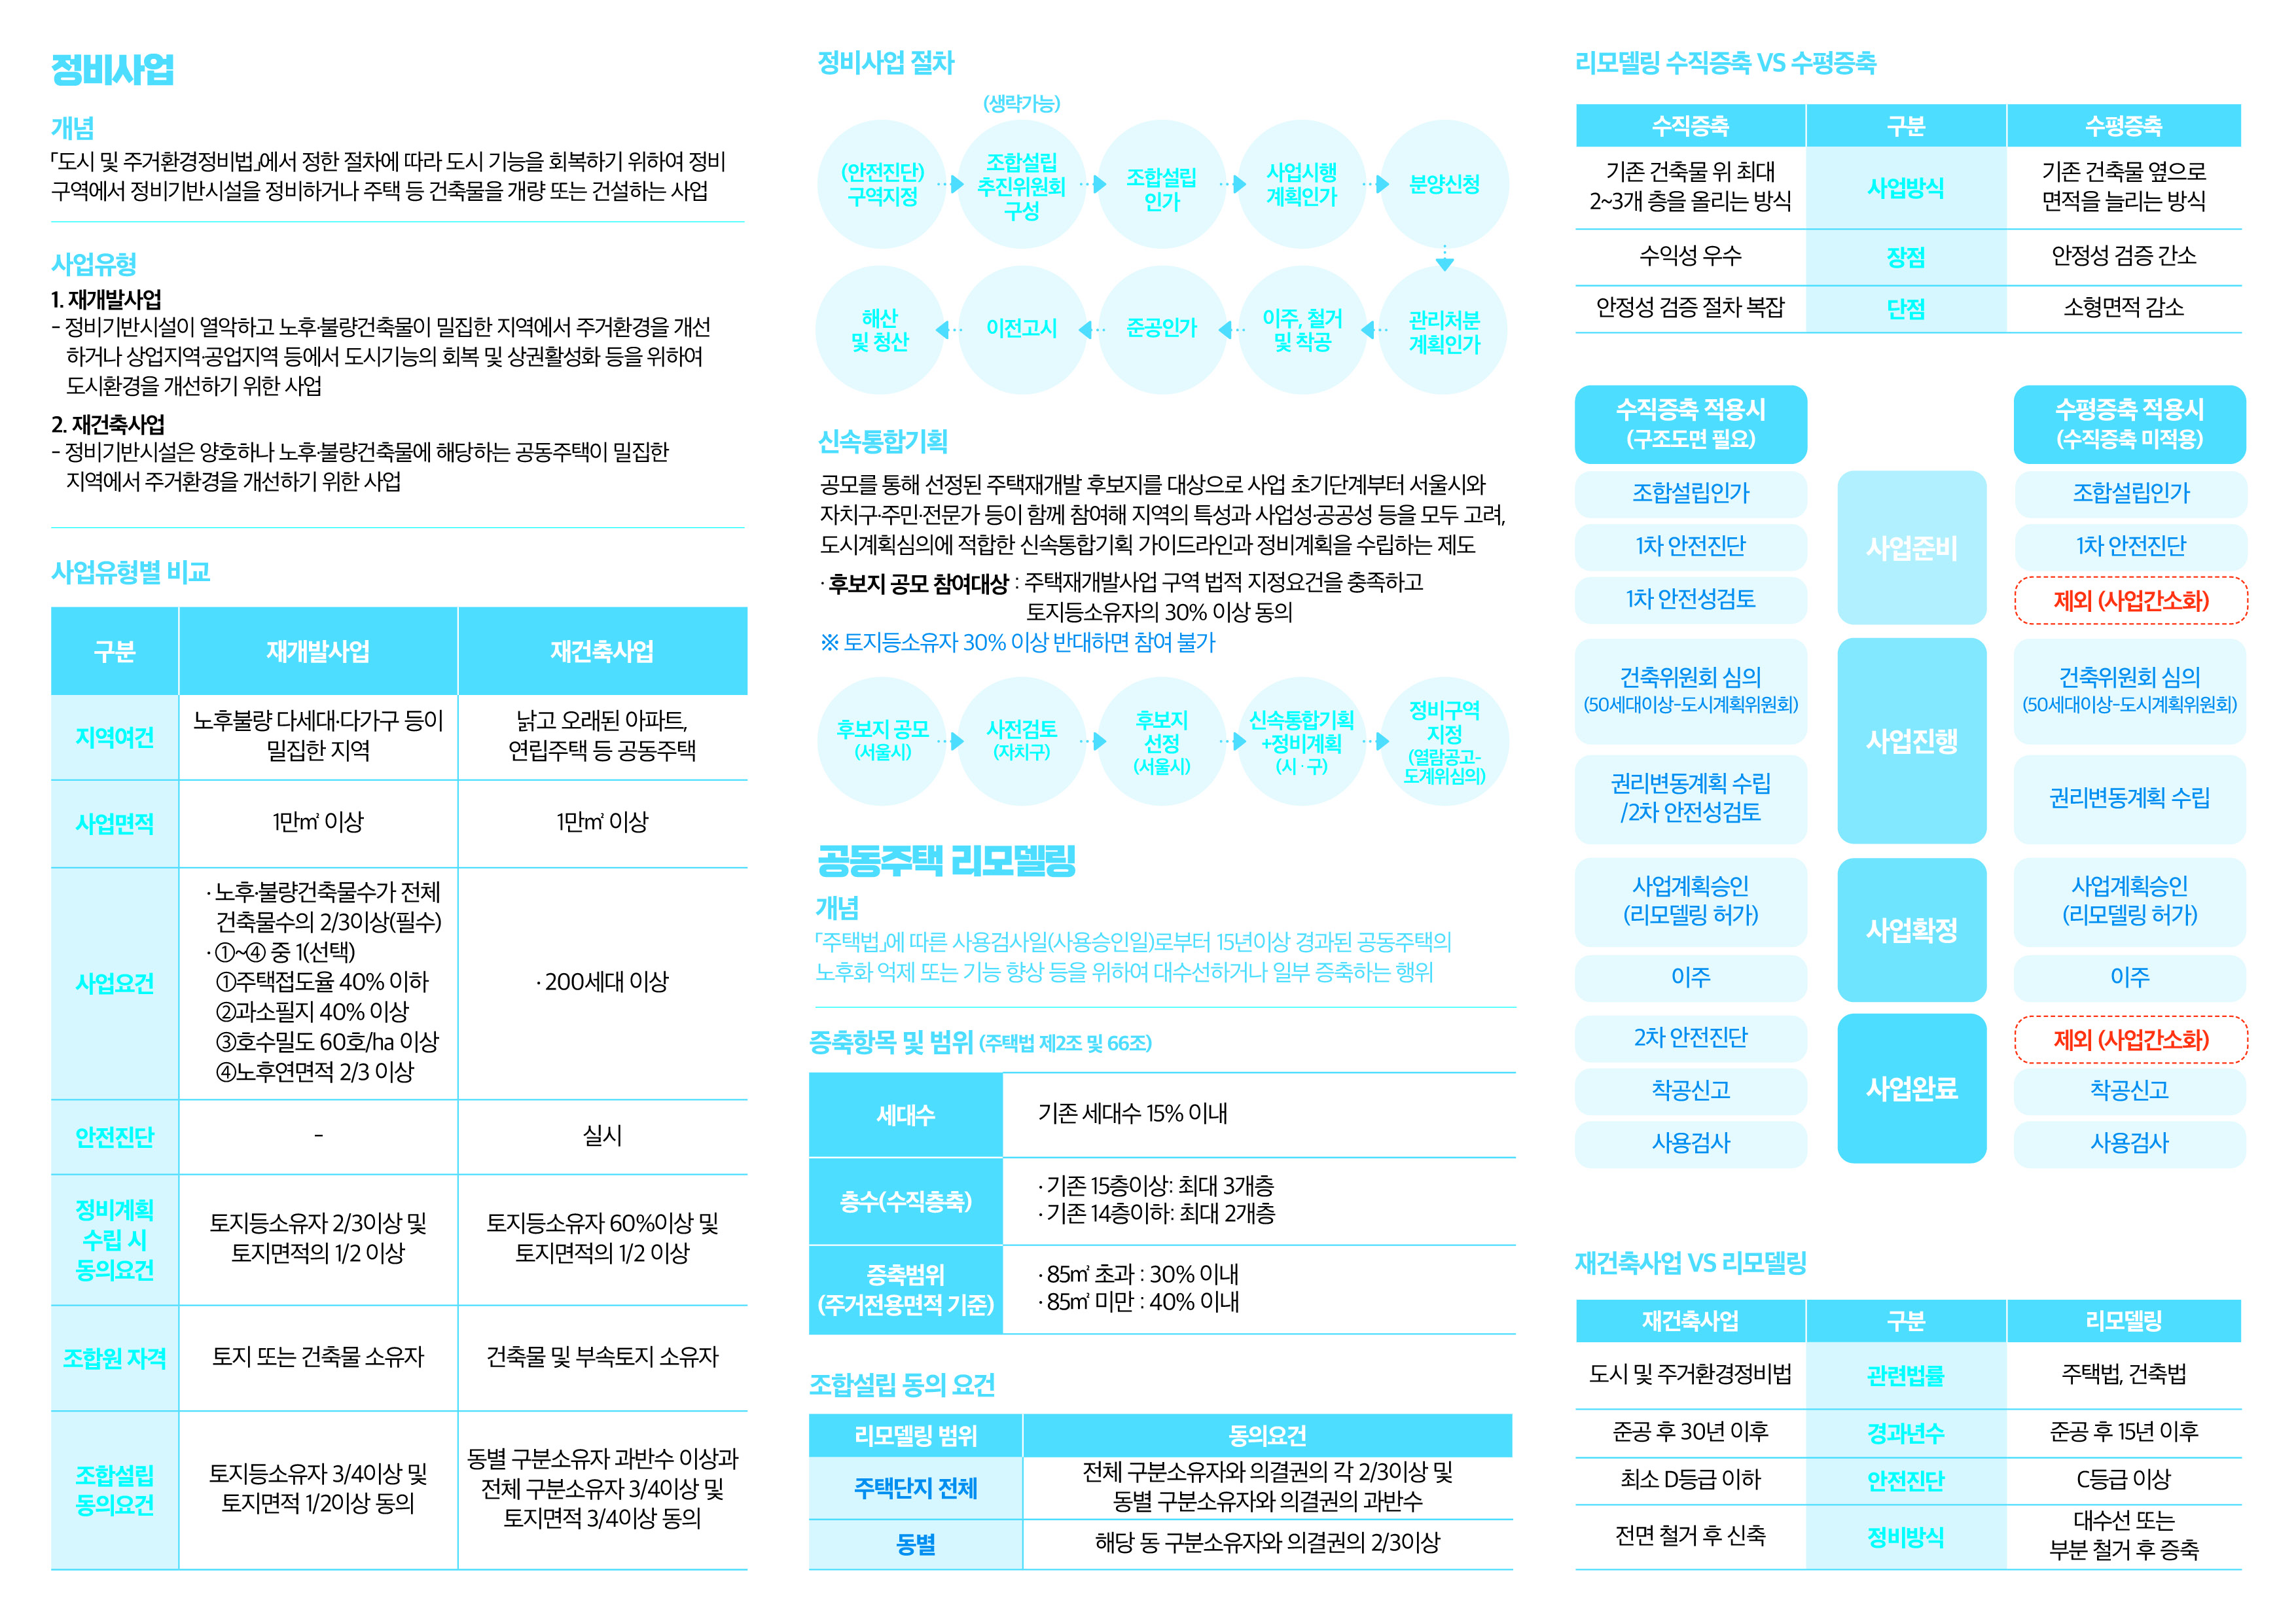 정비사업
개념
「도시 및 주거환경정비법」에서 정한 절차에 따라 도시 기능을 회복하기 위하여 정비
구역에서 정비기반시설을 정비하거나 주택 등 건축물을 개량 또는 건설하는 사업
사업유형
1. 재개발사업
- 정비기반시설이 열악하고 노후·불량건축물이 밀집한 지역에서 주거환경을 개선
하거나 상업지역·공업지역 등에서 도시기능의 회복 및 상권활성화 등을 위하여
도시환경을 개선하기 위한 사업
2. 재건축사업
- 정비기반시설은 양호하나 노후·불량건축물에 해당하는 공동주택이 밀집한
지역에서 주거환경을 개선하기 위한 사업
사업유형별 비교
구분 재개발사업 재건축사업
지역여건
노후불량 다세대·다가구 등이
밀집한 지역
낡고 오래된 아파트,
연립주택 등 공동주택
사업면적 1만㎡ 이상 1만㎡ 이상
사업요건
· 노후·불량건축물수가 전체
건축물수의 2/3이상(필수)
· ①~④ 중 1(선택)
①주택접도율 40% 이하
②과소필지 40% 이상
③호수밀도 60호/ha 이상
④노후연면적 2/3 이상
· 200세대 이상
안전진단 - 실시
정비계획
수립 시
동의요건
토지등소유자 2/3이상 및
토지면적의 1/2 이상
토지등소유자 60%이상 및
토지면적의 1/2 이상
조합원 자격 토지 또는 건축물 소유자 건축물 및 부속토지 소유자
조합설립
동의요건
토지등소유자 3/4이상 및
토지면적 1/2이상 동의
동별 구분소유자 과반수 이상과
전체 구분소유자 3/4이상 및
토지면적 3/4이상 동의
정비사업 절차
(생략가능)
(안전진단)
구역지정
조합설립
추진위원회
구성
조합설립
인가
사업시행
계획인가
분양신청
관리처분
계획인가
이주, 철거
및 착공
준공인가
이전고시
해산
및 청산
신속통합기획
공모를 통해 선정된 주택재개발 후보지를 대상으로 사업 초기단계부터 서울시와
자치구·주민·전문가 등이 함께 참여해 지역의 특성과 사업성·공공성 등을 모두 고려,
도시계획심의에 적합한 신속통합기획 가이드라인과 정비계획을 수립하는 제도
· 후보지 공모 참여대상 : 주택재개발사업 구역 법적 지정요건을 충족하고
토지등소유자의 30% 이상 동의
※ 토지등소유자 30% 이상 반대하면 참여 불가
후보지 공모
(서울시)
사전검토
(자치구)
후보지
선정
(서울시)
신속통합기획
+정비계획
(시 · 구)
정비구역
지정
(열람공고-
도계위심의)
공동주택 리모델링
개념
「주택법」에 따른 사용검사일(사용승인일)로부터 15년이상 경과된 공동주택의
노후화 억제 또는 기능 향상 등을 위하여 대수선하거나 일부 증축하는 행위
증축항목 및 범위 (주택법 제2조 및 66조)
세대수 기존 세대수 15% 이내
층수(수직층축)
· 기존 15층이상: 최대 3개층
· 기존 14층이하: 최대 2개층
증축범위
(주거전용면적 기준)
· 85㎡ 초과 : 30% 이내
· 85㎡ 미만 : 40% 이내
조합설립 동의 요건
리모델링 범위 동의요건
주택단지 전체
전체 구분소유자와 의결권의 각 2/3이상 및
동별 구분소유자와 의결권의 과반수
동별 해당 동 구분소유자와 의결권의 2/3이상
리모델링 수직증축 VS 수평증축
수직증축 구분 수평증축
기존 건축물 위 최대
2~3개 층을 올리는 방식
사업방식
기존 건축물 옆으로
면적을 늘리는 방식
수익성 우수 장점 안정성 검증 간소
안정성 검증 절차 복잡 단점 소형면적 감소
수직증축 적용시
(구조도면 필요)
수평증축 적용시
(수직증축 미적용)
조합설립인가 조합설립인가
1차 안전진단 사업준비 1차 안전진단
1차 안전성검토 제외 (사업간소화)
건축위원회 심의
(50세대이상-도시계획위원회)
사업진행
건축위원회 심의
(50세대이상-도시계획위원회)
권리변동계획 수립
/2차 안전성검토
권리변동계획 수립
사업계획승인
(리모델링 허가)
사업확정
사업계획승인
(리모델링 허가)
이주 이주
2차 안전진단 제외 (사업간소화)
착공신고 사업완료 착공신고
사용검사 사용검사
재건축사업 VS 리모델링
재건축사업 구분 리모델링
도시 및 주거환경정비법 관련법률 주택법, 건축법
준공 후 30년 이후 경과년수 준공 후 15년 이후
최소 D등급 이하 안전진단 C등급 이상
전면 철거 후 신축 정비방식
대수선 또는
부분 철거 후 증축